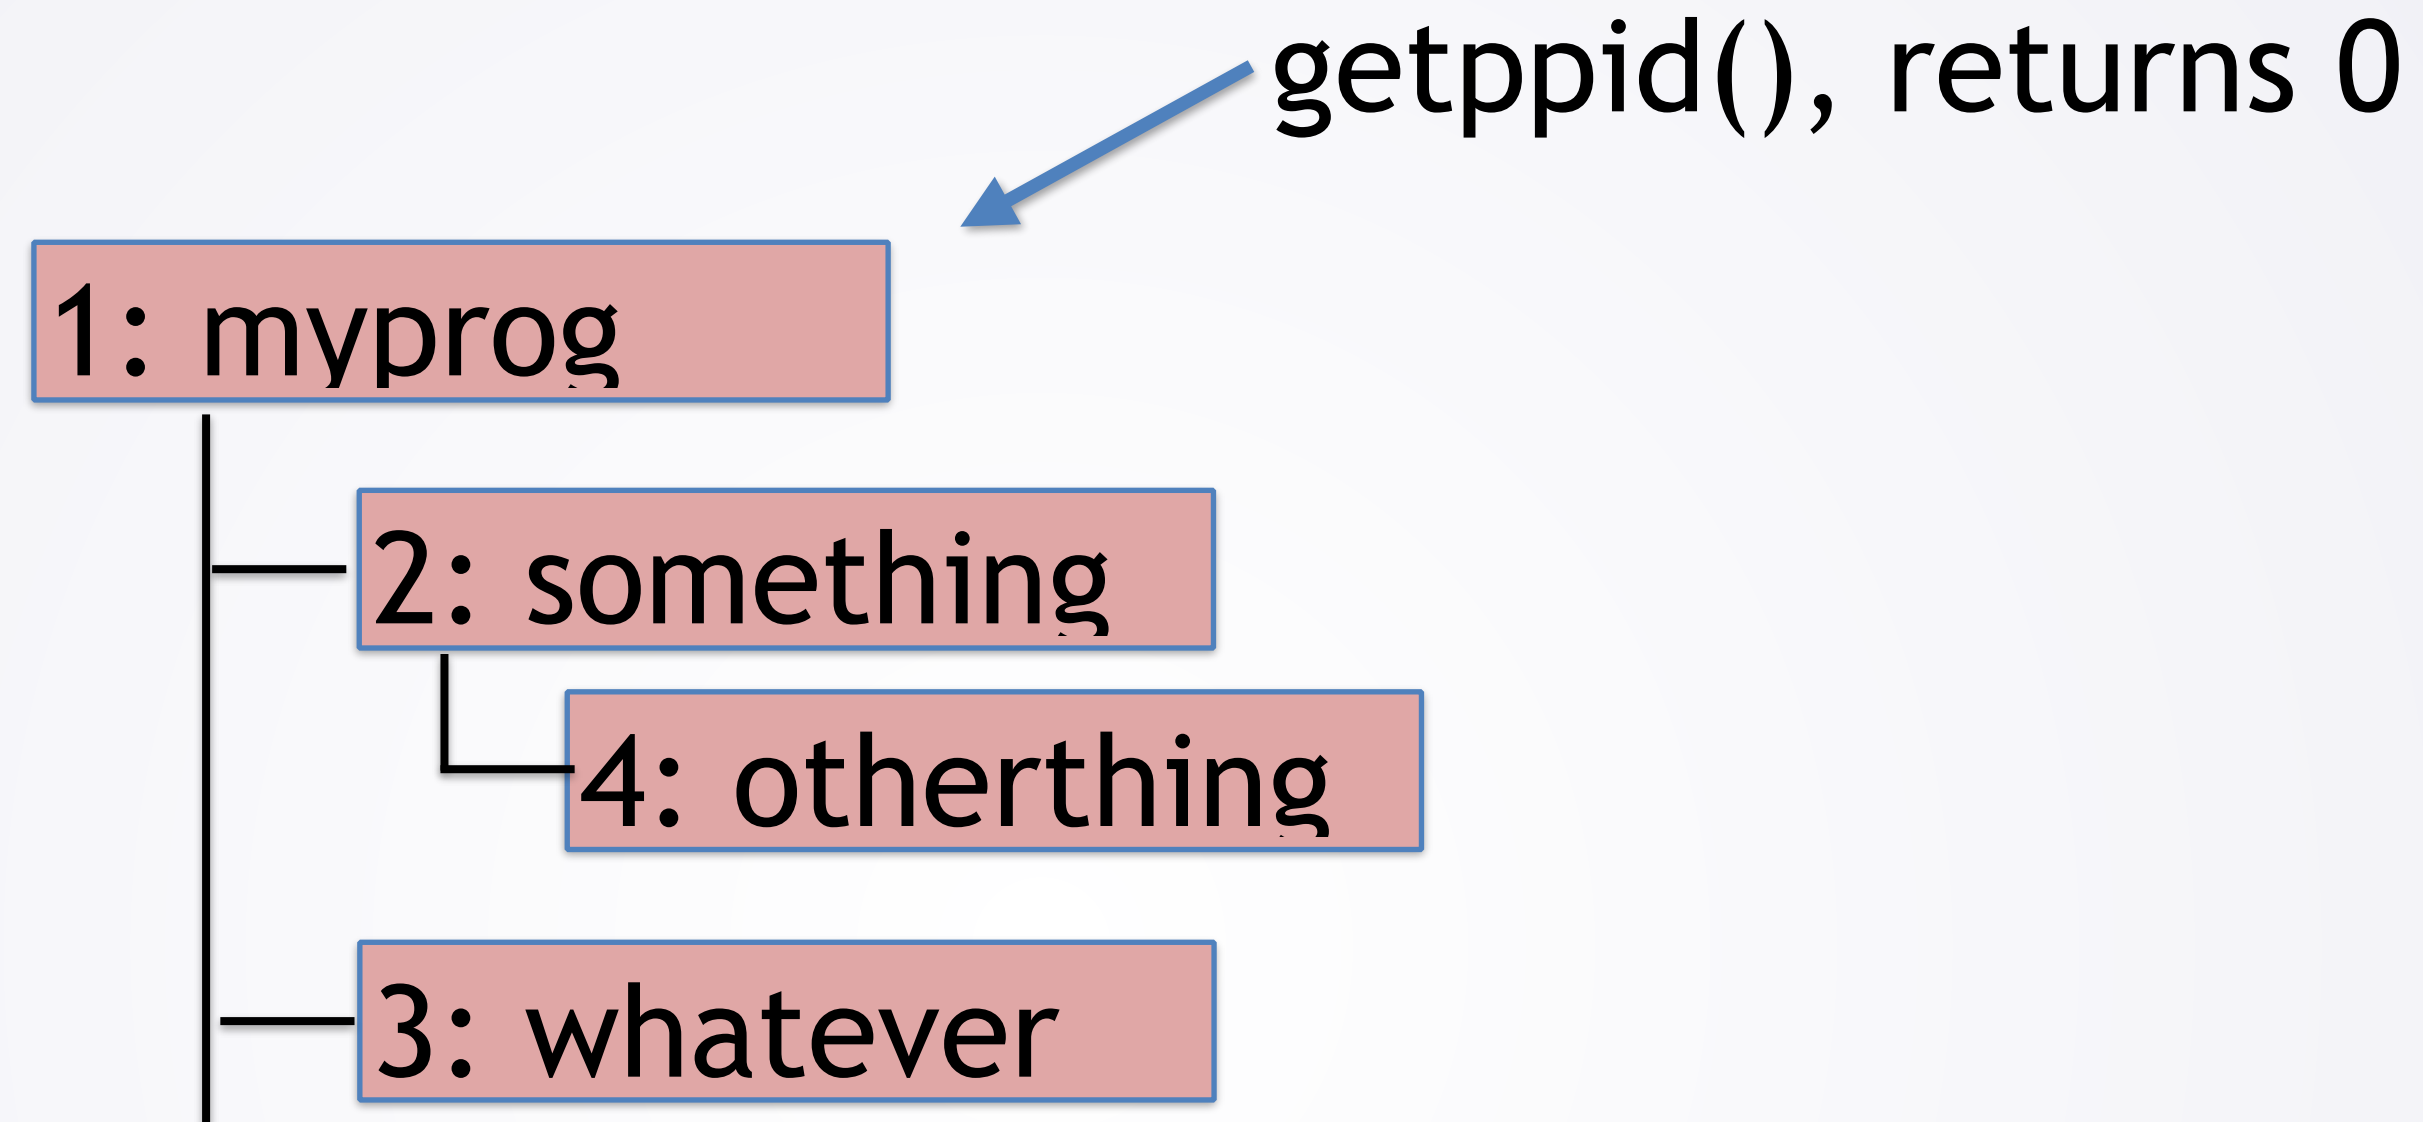 getppid(), returns 0
1: myprog
2: something
4: otherthing
3: whatever